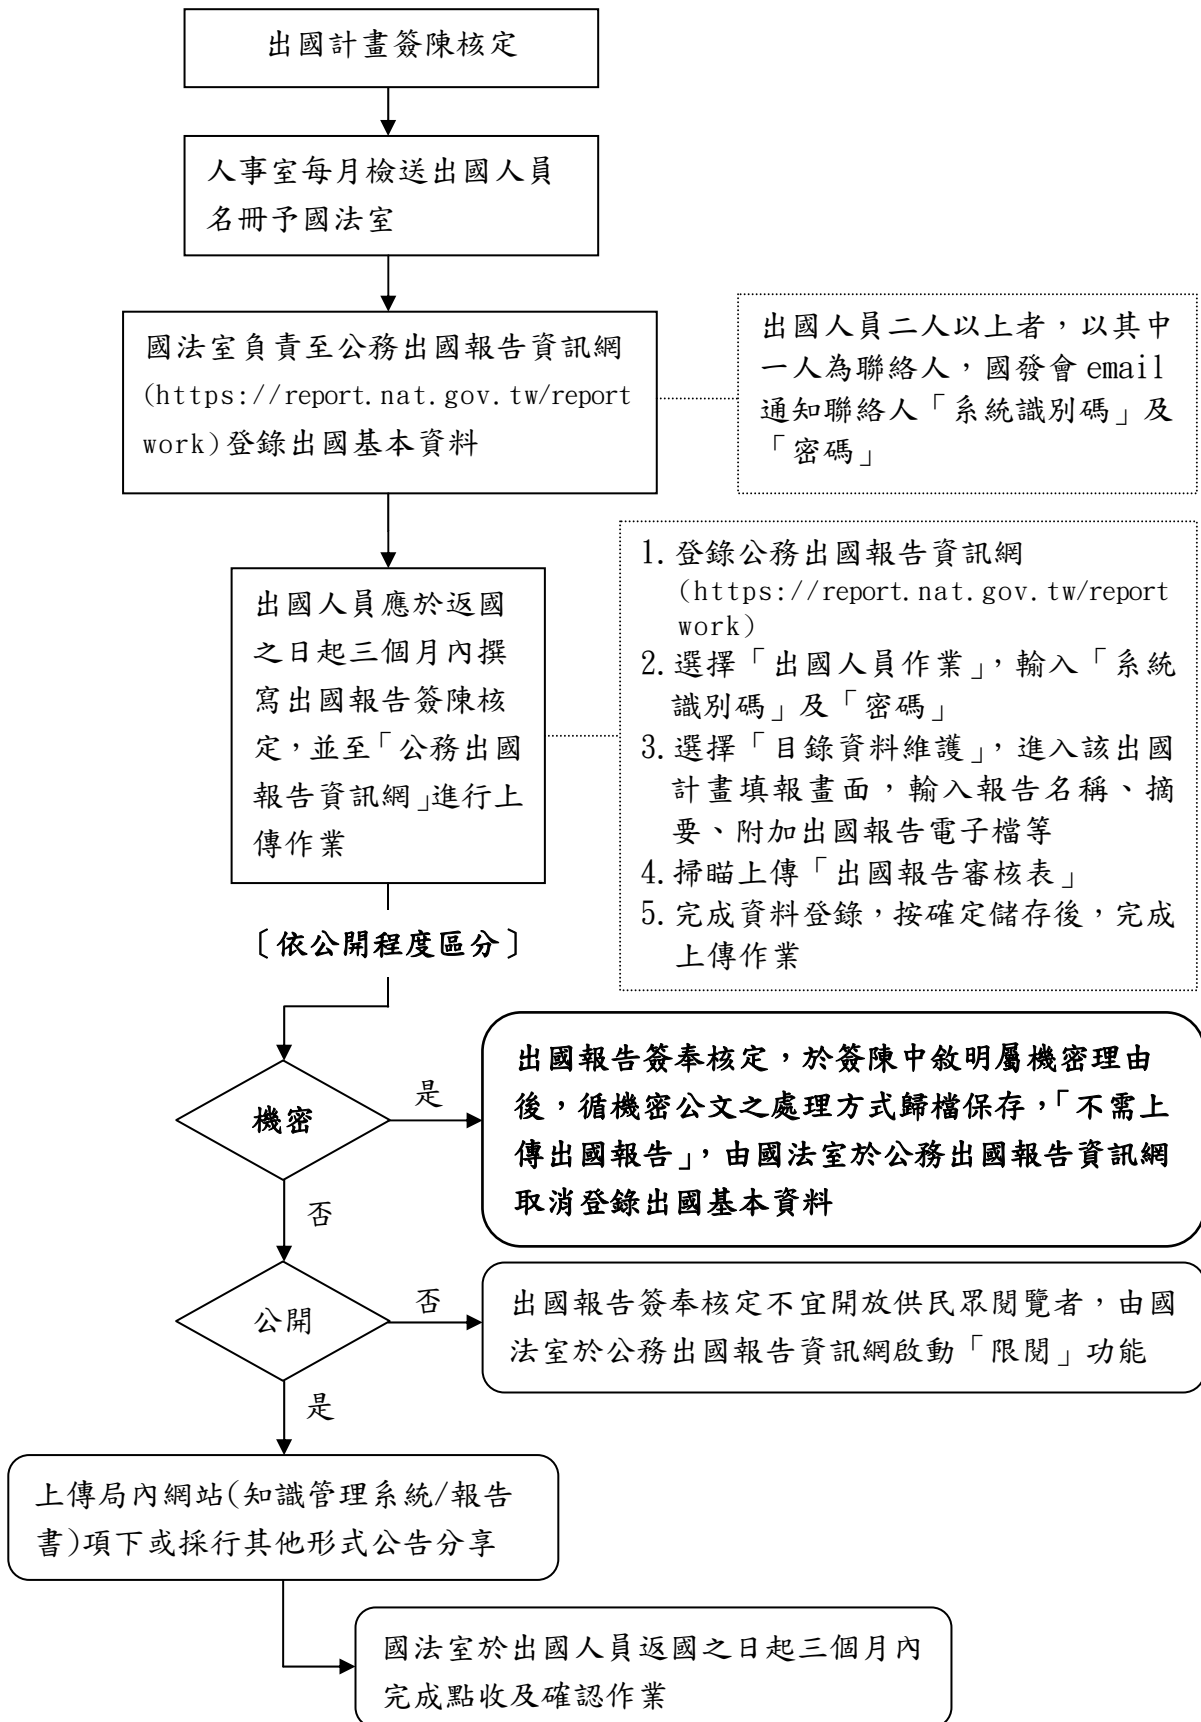 出國計畫簽陳核定
人事室每月檢送出國人員
名冊予國法室
國法室負責至公務出國報告資訊網
(https://report.nat.gov.tw/report
work)登錄出國基本資料
出國人員二人以上者，以其中
一人為聯絡人，國發會 email
通知聯絡人「系統識別碼」及
「密碼」
出國人員應於返國
之日起三個月內撰
寫出國報告簽陳核
定，並至「公務出國
報告資訊網」進行上
傳作業
1. 登錄公務出國報告資訊網
(https://report.nat.gov.tw/report
work)
2. 選擇「出國人員作業」，輸入「系統
識別碼」及「密碼」
3. 選擇「目錄資料維護」，進入該出國
計畫填報畫面，輸入報告名稱、摘
要、附加出國報告電子檔等
4. 掃瞄上傳「出國報告審核表」
5. 完成資料登錄，按確定儲存後，完成
上傳作業
〔依公開程度區分〕
機密
是
出國報告簽奉核定，於簽陳中敘明屬機密理由
後，循機密公文之處理方式歸檔保存，「不需上
傳出國報告」，由國法室於公務出國報告資訊網
取消登錄出國基本資料
否
公開
否
出國報告簽奉核定不宜開放供民眾閱覽者，由國
法室於公務出國報告資訊網啟動「限閱」功能
是
上傳局內網站(知識管理系統/報告
書)項下或採行其他形式公告分享
國法室於出國人員返國之日起三個月內
完成點收及確認作業